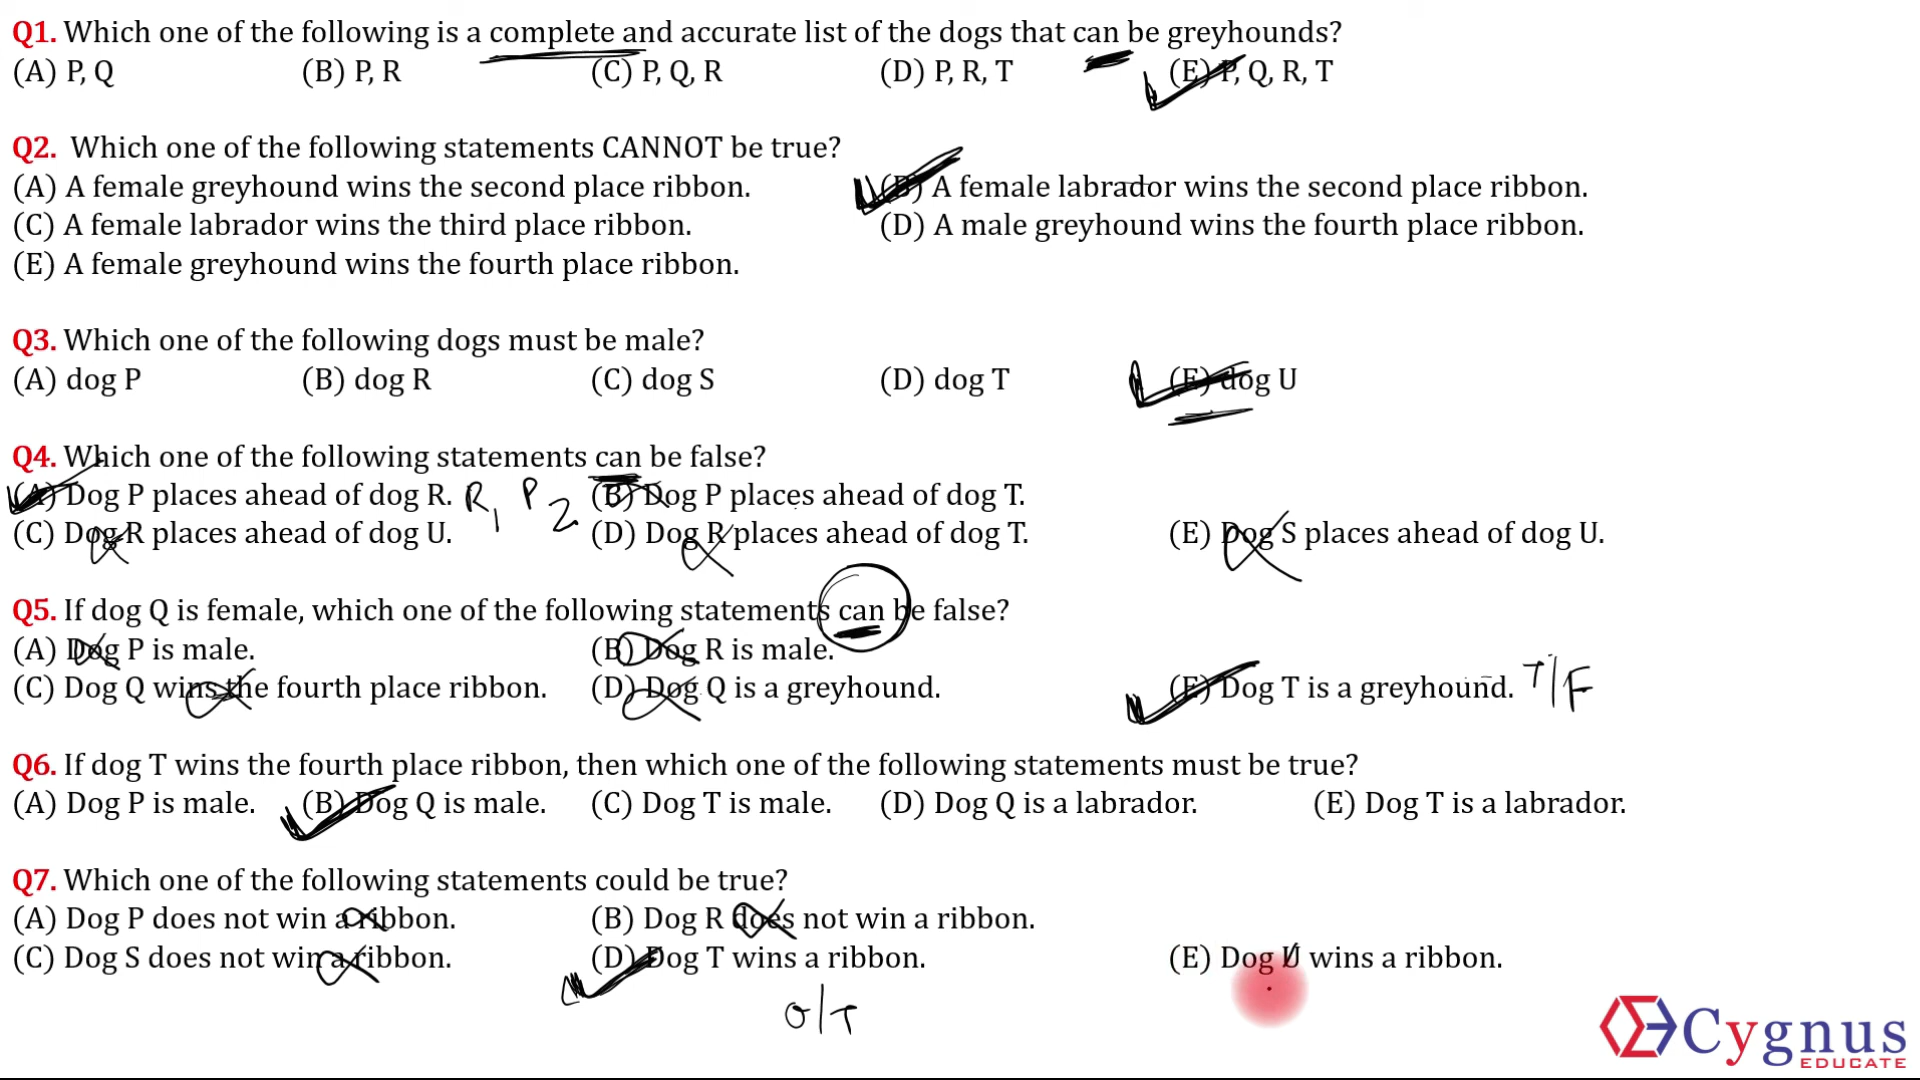 Q1. Which one of the following is a complete and accurate list of the dogs that can be greyhounds?
(A) P, Q (B) P, R (C) P, Q, R (D) P, R, T (E) P, Q, R, T
Q2. Which one of the following statements CANNOT be true?
(A) A female greyhound wins the second place ribbon. (B) A female labrador wins the second place ribbon.
(C) A female labrador wins the third place ribbon. (D) A male greyhound wins the fourth place ribbon.
(E) A female greyhound wins the fourth place ribbon.
Q3. Which one of the following dogs must be male?
(A) dog P (B) dog R (C) dog S (D) dog T (E) dog U
Q4. Which one of the following statements can be false?
(A) Dog P places ahead of dog R. R1 P2 (B) Dog P places ahead of dog T.
(C) Dog R places ahead of dog U. (D) Dog R places ahead of dog T. (E) Dog S places ahead of dog U.
Q5. If dog Q is female, which one of the following statements can be false?
(A) Dog P is male. (B) Dog R is male.
(C) Dog Q wins the fourth place ribbon. (D) Dog Q is a greyhound. (E) Dog T is a greyhound. T/F
Q6. If dog T wins the fourth place ribbon, then which one of the following statements must be true?
(A) Dog P is male. (B) Dog Q is male. (C) Dog T is male. (D) Dog Q is a labrador. (E) Dog T is a labrador.
Q7. Which one of the following statements could be true?
(A) Dog P does not win a ribbon. (B) Dog R does not win a ribbon.
(C) Dog S does not win a ribbon. (D) Dog T wins a ribbon. (E) Dog U wins a ribbon.
Cygnus
EDUCATE